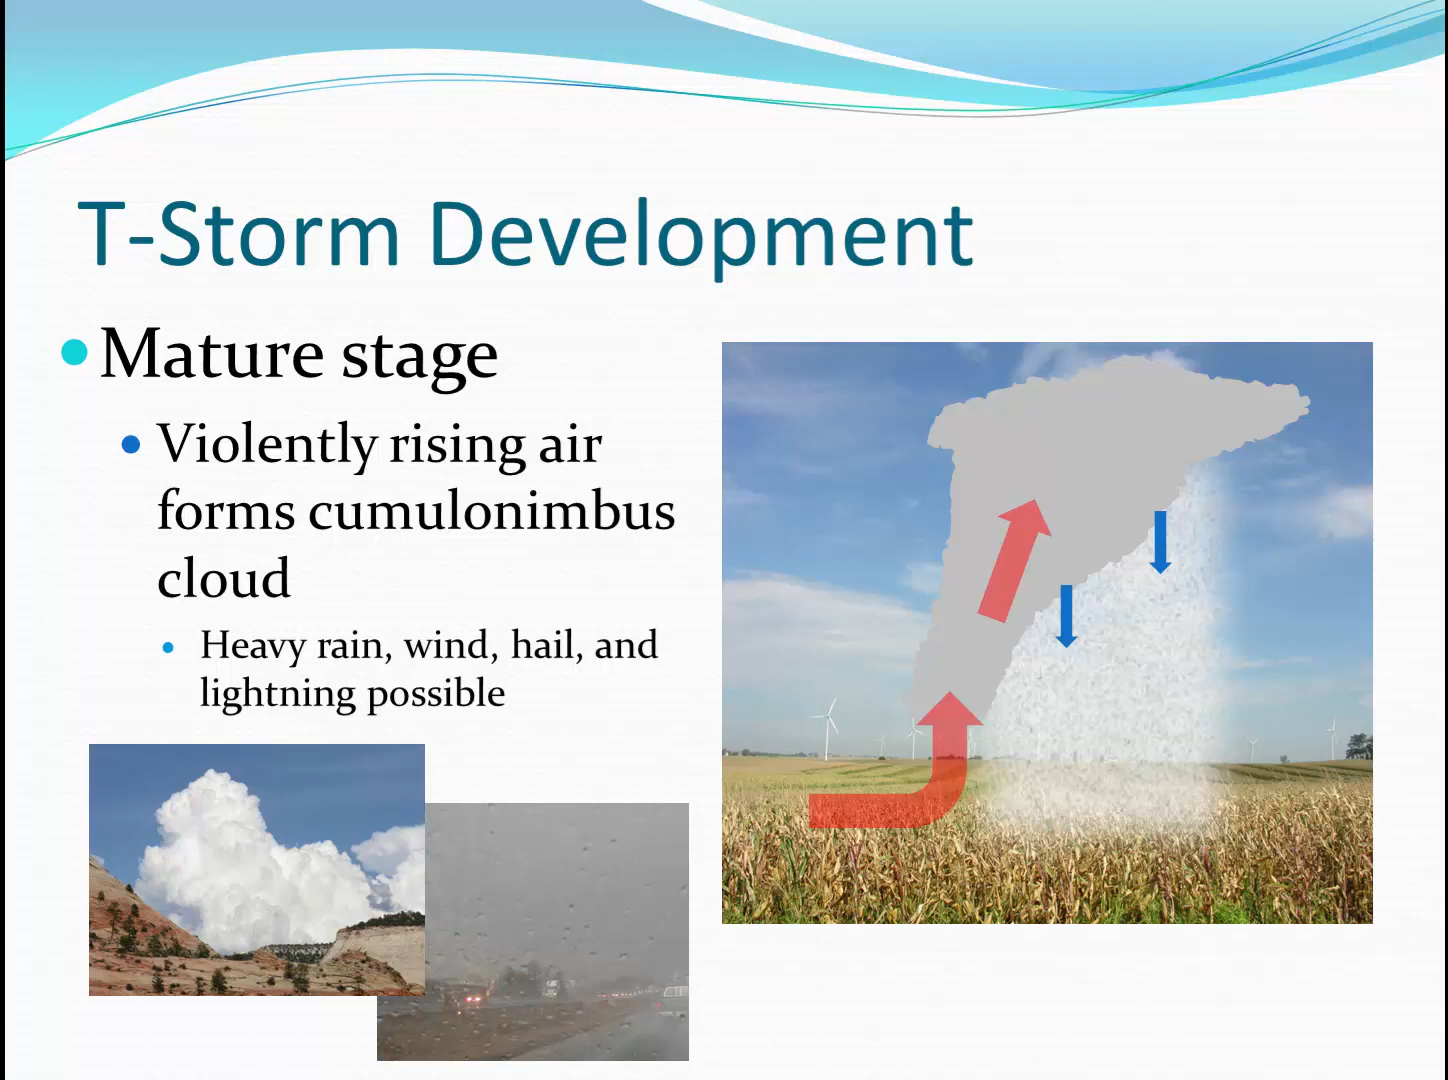 T-Storm Development
Mature stage
Violently rising air
forms cumulonimbus
cloud
Heavy rain, wind, hail, and
lightning possible